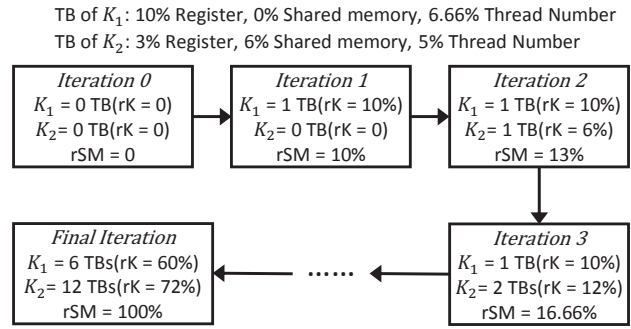 TB of K₁: 10% Register, 0% Shared memory, 6.66% Thread Number
TB of K₂: 3% Register, 6% Shared memory, 5% Thread Number
Iteration 0
K₁ = 0 TB(rK = 0)
K₂= 0 TB(rK = 0)
rSM = 0
Iteration 1
K₁ = 1 TB(rK = 10%)
K₂ = 0 TB(rK = 0)
rSM = 10%
Iteration 2
K₁ = 1 TB(rK = 10%)
K₂= 1 TB(rK = 6%)
rSM = 13%
Iteration 3
K₁ = 1 TB(rK = 10%)
K₂ = 2 TBs(rK = 12%)
rSM = 16.66%
......
Final Iteration
K₁ = 6 TBs(rK = 60%)
K₂ = 12 TBs(rK = 72%)
rSM = 100%